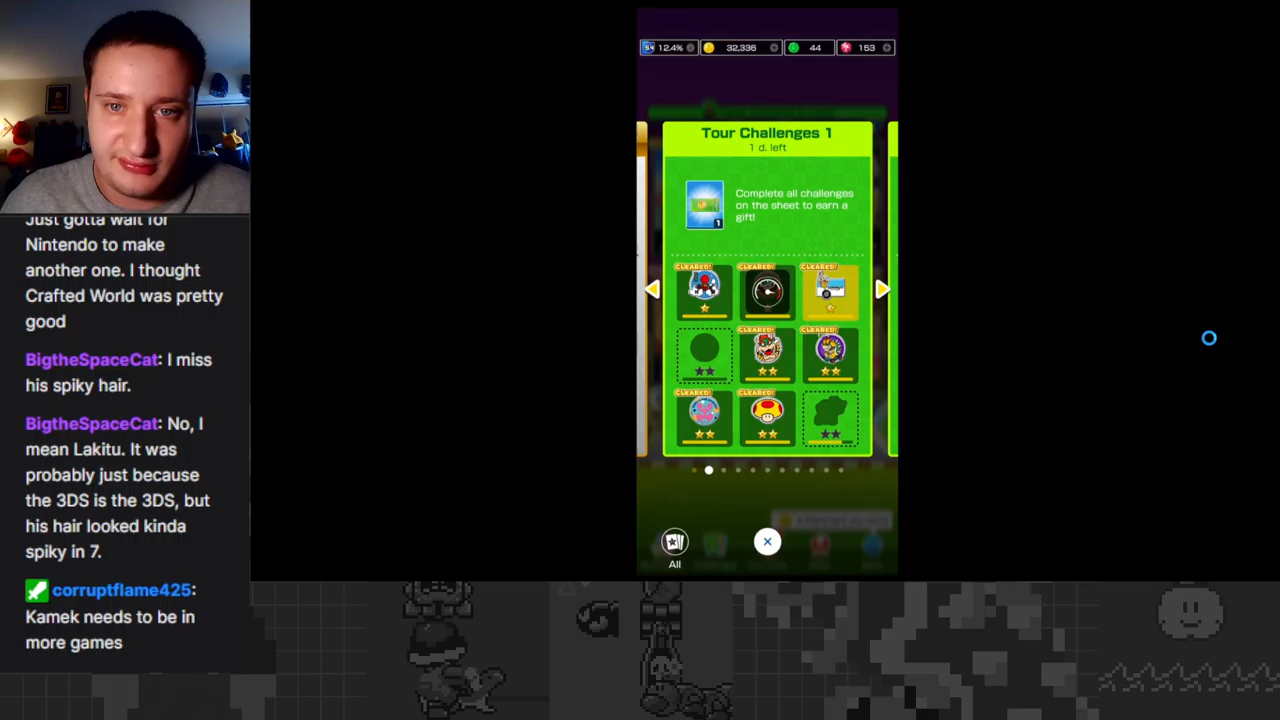 Just gotta wait for
Nintendo to make
another one. I thought
Crafted World was pretty
good
BigtheSpaceCat: I miss
his spiky hair.
BigtheSpaceCat: No, I
mean Lakitu. It was
probably just because
the 3DS is the 3DS, but
his hair looked kinda
spiky in 7.
corruptflame425:
Kamek needs to be in
more games
54 12.4% 32,336 44 153
Tour Challenges 1
1 d. left
Complete all challenges
on the sheet to earn a
gift!
1
CLEARED! CLEARED! CLEARED!
CLEARED! CLEARED!
CLEARED! CLEARED!
All